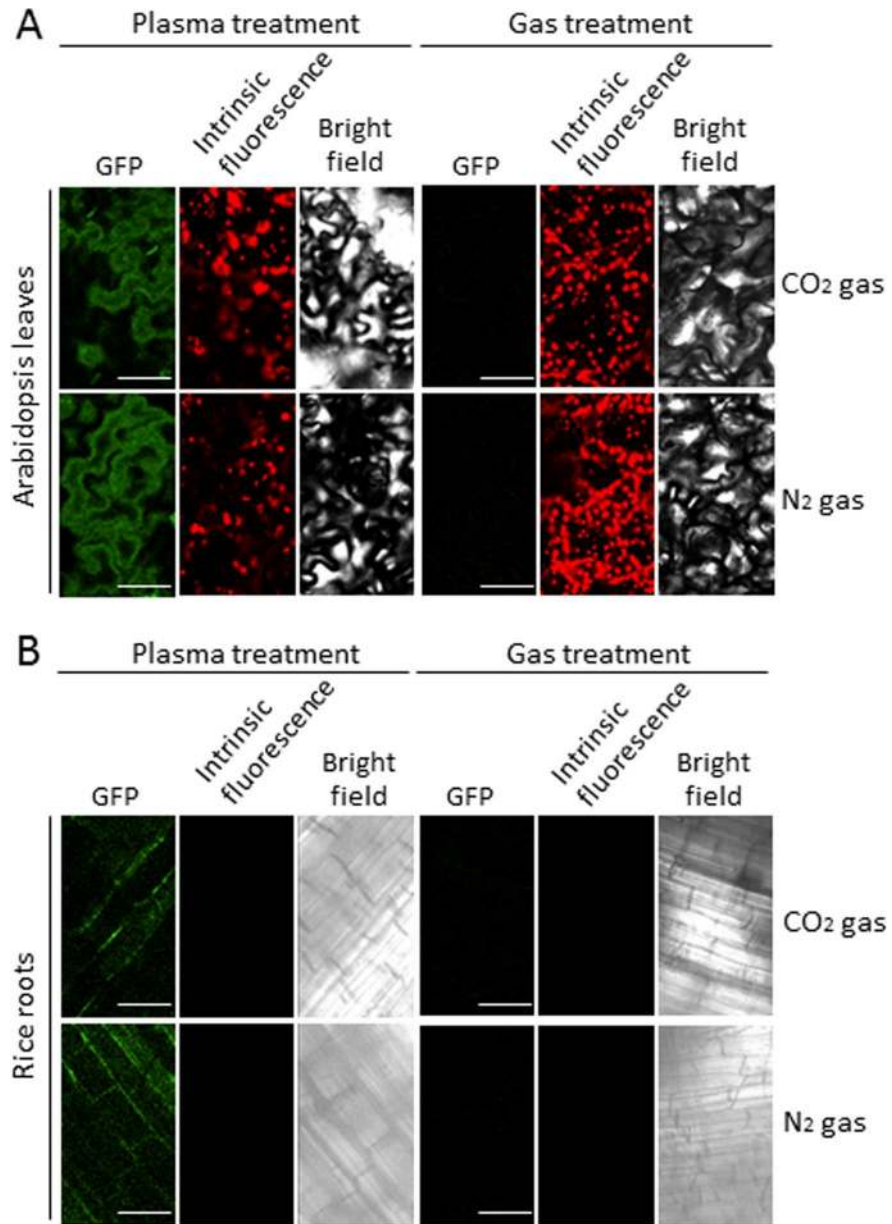 A
Plasma treatment
Gas treatment
GFP
Intrinsic
fluorescence
Bright
field
GFP
Intrinsic
fluorescence
Bright
field
Arabidopsis leaves
CO2 gas
N2 gas
B
Plasma treatment
Gas treatment
GFP
Intrinsic
fluorescence
Bright
field
GFP
Intrinsic
fluorescence
Bright
field
Rice roots
CO2 gas
N2 gas